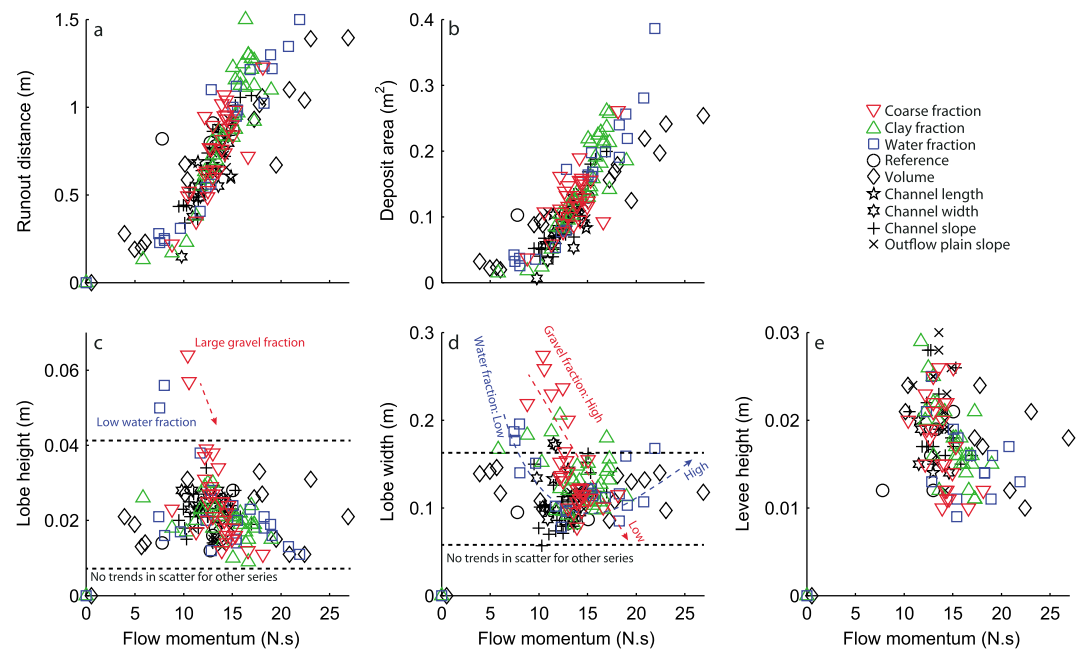 a
1.5
1
0.5
0
Runout distance (m)
b
0.4
0.3
0.2
0.1
0
Deposit area (m²)
Coarse fraction
Clay fraction
Water fraction
Reference
Volume
Channel length
Channel width
Channel slope
Outflow plain slope
c
0.06
0.04
0.02
0
Lobe height (m)
Large gravel fraction
Low water fraction
No trends in scatter for other series
0 5 10 15 20 25
Flow momentum (N.s)
d
0.3
0.2
0.1
0
Lobe width (m)
Water fraction: Low
Gravel fraction: High
High
Low
No trends in scatter for other series
0 5 10 15 20 25
Flow momentum (N.s)
e
0.03
0.02
0.01
0
Levee height (m)
0 5 10 15 20 25
Flow momentum (N.s)